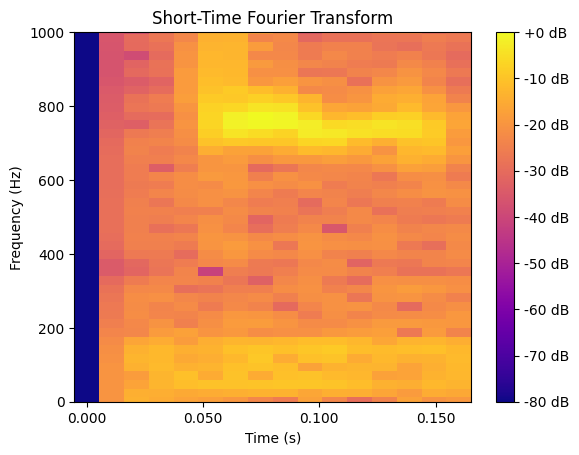 Short-Time Fourier Transform
Frequency (Hz)
1000
800
600
400
200
0
0.000
0.050
0.100
0.150
Time (s)
+0 dB
-10 dB
-20 dB
-30 dB
-40 dB
-50 dB
-60 dB
-70 dB
-80 dB